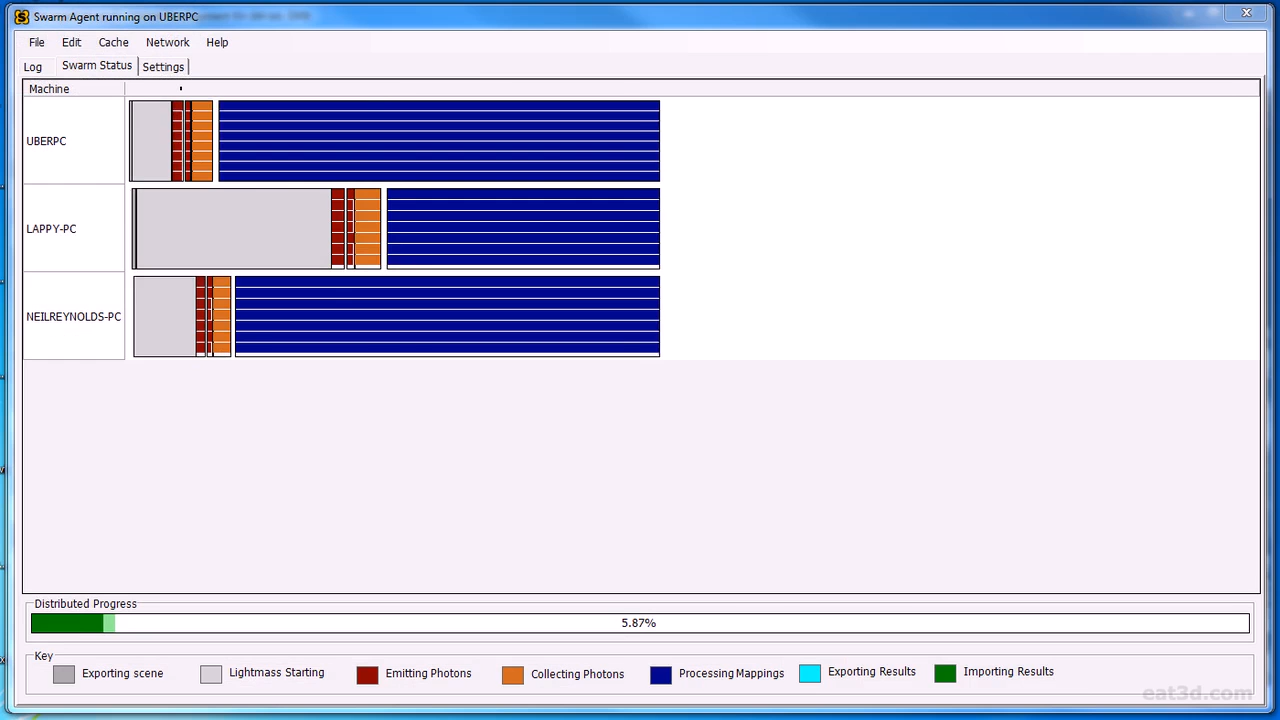 Swarm Agent running on UBERPC
File Edit Cache Network Help
Log Swarm Status Settings
Machine
UBERPC
LAPPY-PC
NEILREYNOLDS-PC
Distributed Progress
5.87%
Key
Exporting scene Lightmass Starting Emitting Photons Collecting Photons Processing Mappings Exporting Results Importing Results
eat3d.com